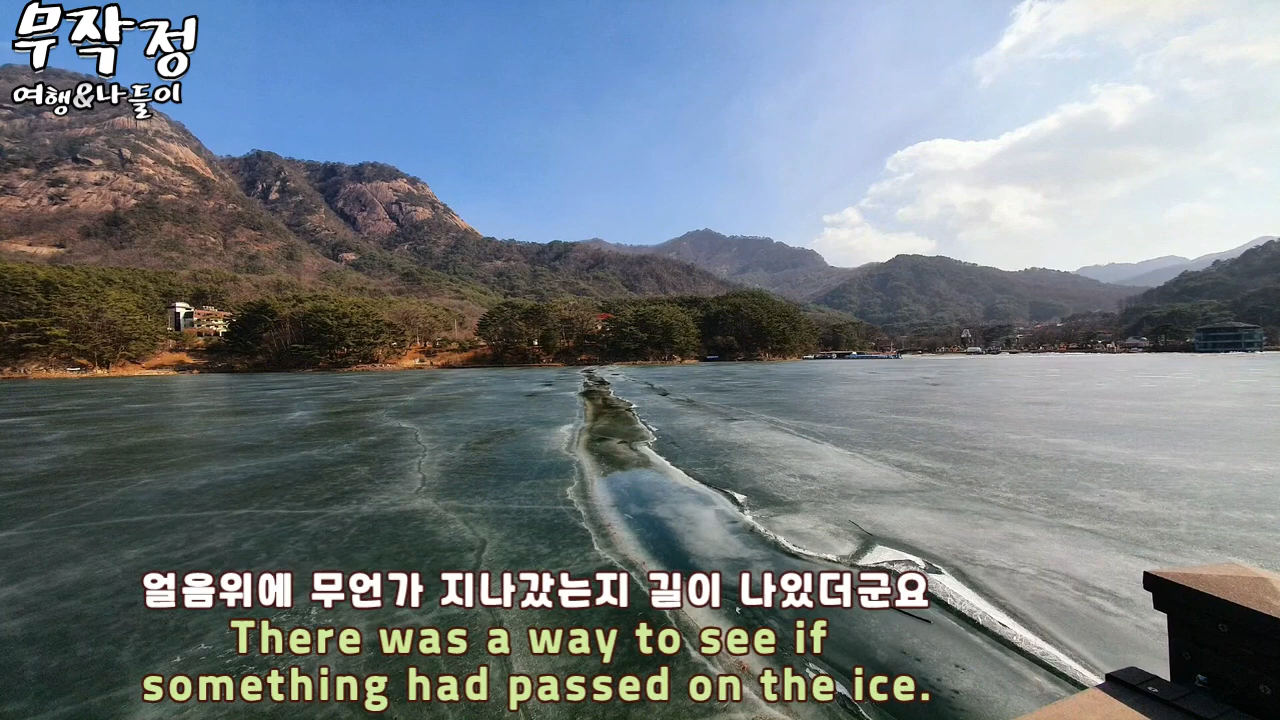 무작정
여행&나들이
얼음위에 무언가 지나갔는지 길이 나있더군요
There was a way to see if
something had passed on the ice.